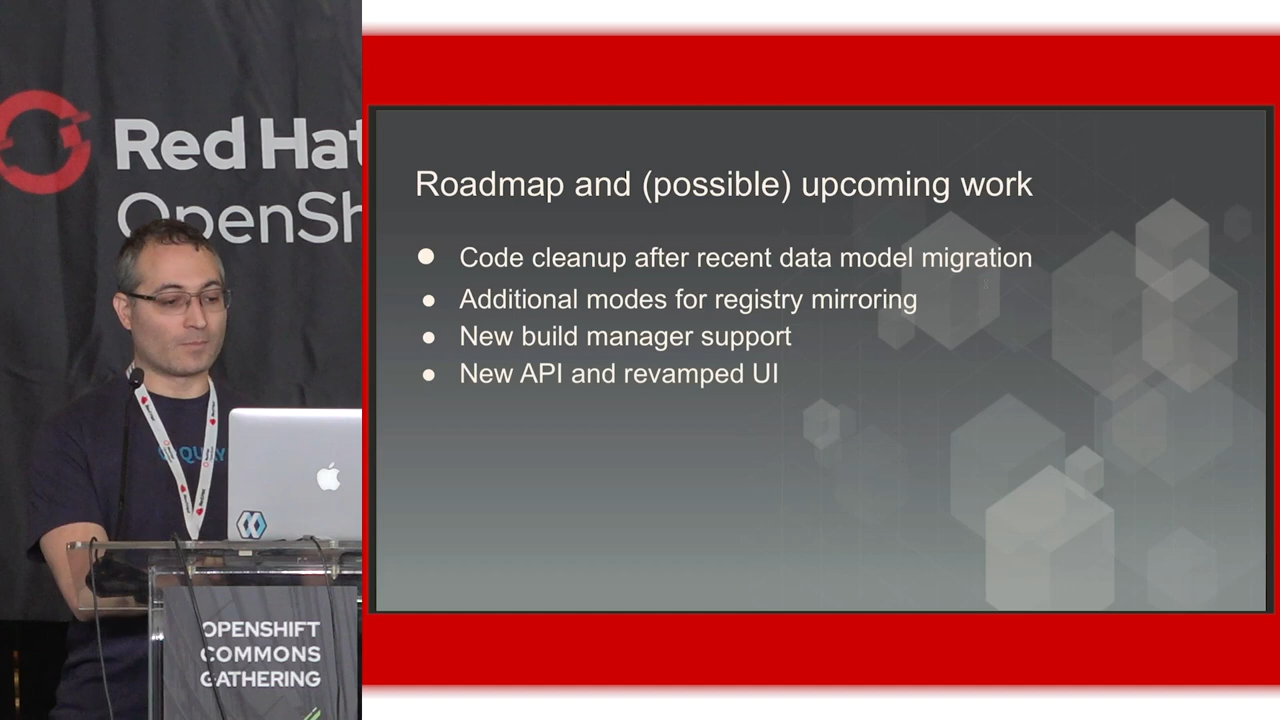 Red Hat
OpenSh
QUAY
OPENSHIFT
COMMONS
GATHERING
Roadmap and (possible) upcoming work
● Code cleanup after recent data model migration
● Additional modes for registry mirroring
● New build manager support
● New API and revamped UI